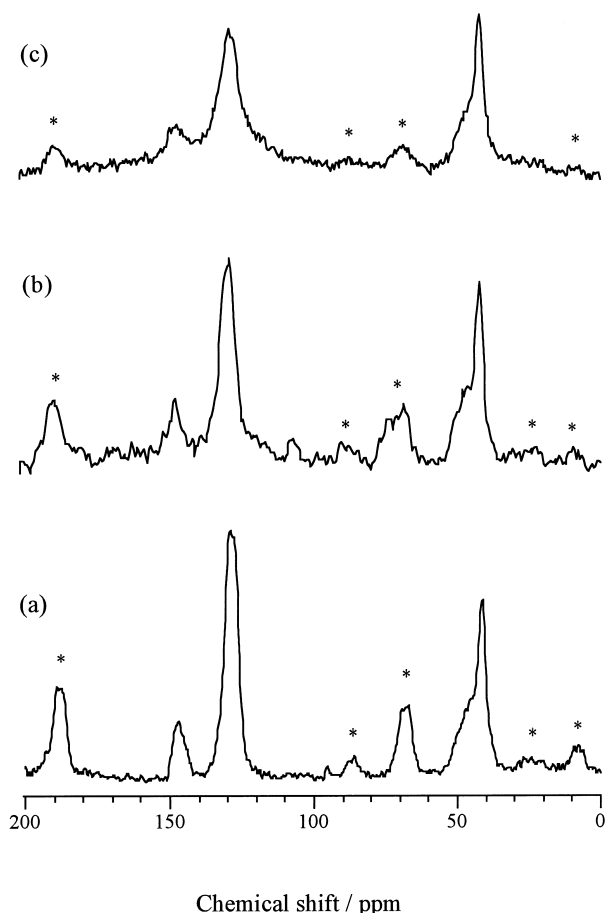 (c)
* * * *
(b)
* * * * *
(a)
* * * * *
200 150 100 50 0
Chemical shift / ppm